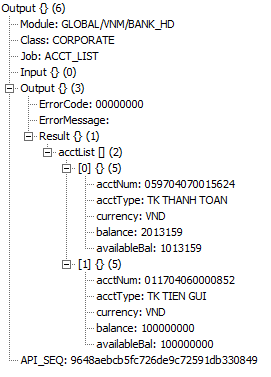 Output {} (6)
Module: GLOBAL/VNM/BANK_HD
Class: CORPORATE
Job: ACCT_LIST
Input {} (0)
Output {} (3)
ErrorCode: 00000000
ErrorMessage:
Result {} (1)
acctList [] (2)
[0] {} (5)
acctNum: 059704070015624
acctType: TK THANH TOAN
currency: VND
balance: 2013159
availableBal: 1013159
[1] {} (5)
acctNum: 011704060000852
acctType: TK TIEN GUI
currency: VND
balance: 100000000
availableBal: 100000000
API_SEQ: 9648aebcb5fc726de9c72591db330849